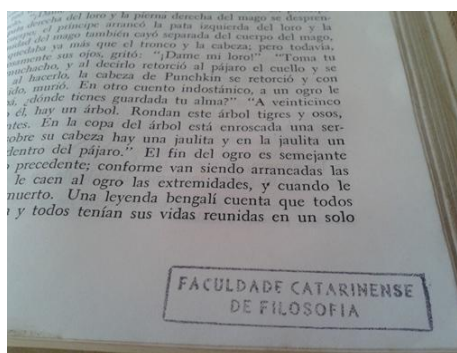 del loro y la pierna derecha del mago se despren-
el príncipe arrancó la pata izquierda del loro y la
del mago también cayó separada del cuerpo del mago,
quedaba ya más que el tronco y la cabeza; pero todavía,
sus ojos, gritó: "¡Dame mi loro!" "Toma tu
muchacho, y al decirlo retorció al pájaro el cuello y se
al hacerlo, la cabeza de Punchkin se retorció y con
murió. En otro cuento indostánico, a un ogro le
¿dónde tienes guardada tu alma?" "A veinticinco
él, hay un árbol. Rondan este árbol tigres y osos,
En la copa del árbol está enroscada una ser-
sobre su cabeza hay una jaulita y en la jaulita un
dentro del pájaro." El fin del ogro es semejante
precedente; conforme van siendo arrancadas las
le caen al ogro las extremidades, y cuando le
muerto. Una leyenda bengalí cuenta que todos
y todos tenían sus vidas reunidas en un solo
FACULDADE CATARINENSE
DE FILOSOFIA